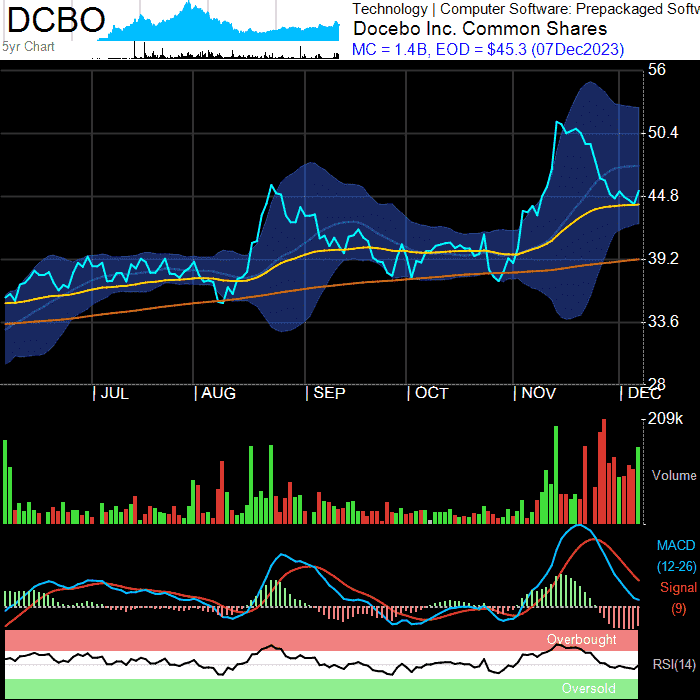 DCBO
5yr Chart
Technology | Computer Software: Prepackaged Softw
Docebo Inc. Common Shares
MC = 1.4B, EOD = $45.3 (07Dec2023)
56
50.4
44.8
39.2
33.6
28
JUL AUG SEP OCT NOV DEC
209k
Volume
MACD
(12-26)
Signal
(9)
Overbought
RSI(14)
Oversold